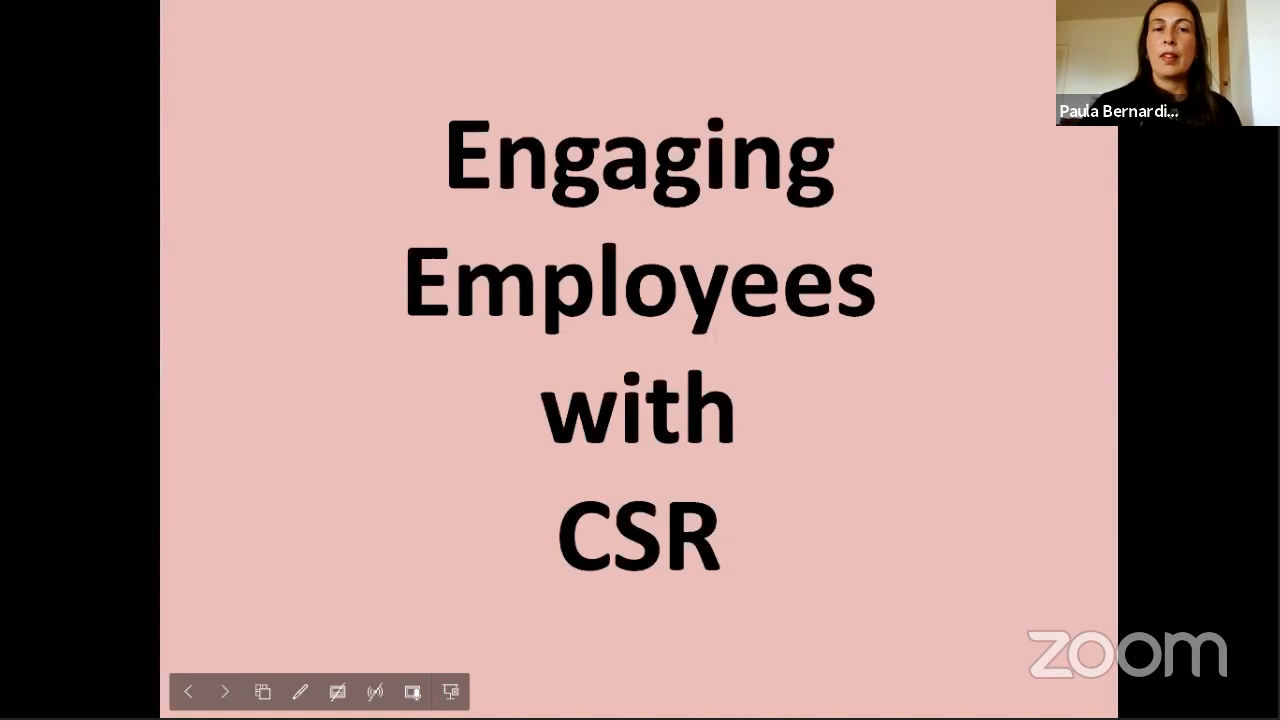 Engaging
Employees
with
CSR
Paula Bernardi...
zoom